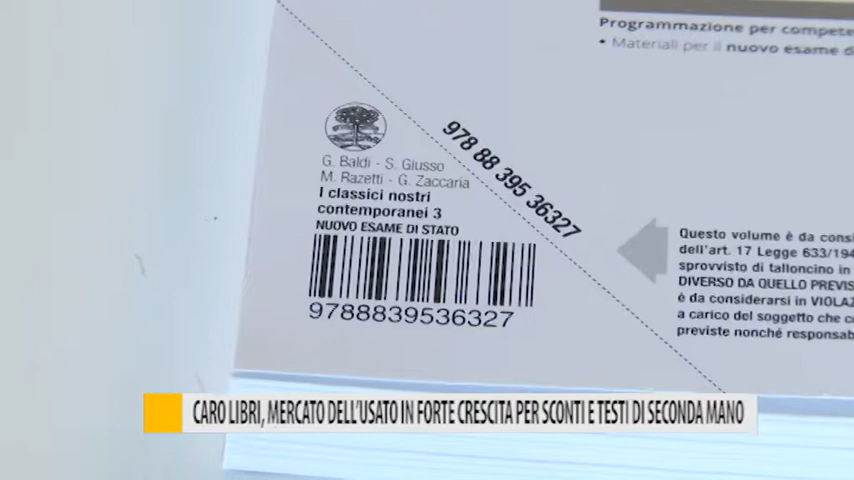 Programmazione per compete
• Materiali per il nuovo esame d
978 88 395 36327
G. Baldi - S. Giusso
M. Razetti - G. Zaccaria
I classici nostri
contemporanei 3
NUOVO ESAME DI STATO
9788839536327
Questo volume è da consi
dell'art. 17 Legge 633/194
sprovvisto di talloncino in
DIVERSO DA QUELLO PREVIS
è da considerarsi in VIOLAZ
a carico del soggetto che c
previste nonché responsab
CARO LIBRI, MERCATO DELL'USATO IN FORTE CRESCITA PER SCONTI E TESTI DI SECONDA MANO